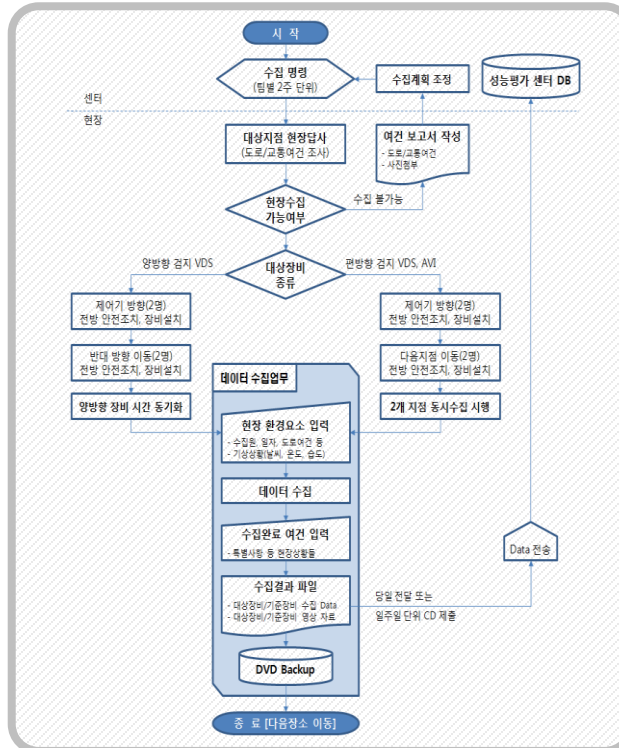 시 작
수집 명령
(팀별 2주 단위)
수집계획 조정
성능평가 센터 DB
센터
현장
대상지점 현장답사
(도로/교통여건 조사)
여건 보고서 작성
- 도로/교통여건
- 사진첨부
현장수집
가능여부
수집 불가능
양방향 검지 VDS
대상장비
종류
편방향 검지 VDS, AVI
제어기 방향(2명)
전방 안전조치, 장비설치
제어기 방향(2명)
전방 안전조치, 장비설치
반대 방향 이동(2명)
전방 안전조치, 장비설치
다음지점 이동(2명)
전방 안전조치, 장비설치
데이터 수집업무
양방향 장비 시간 동기화
2개 지점 동시수집 시행
현장 환경요소 입력
- 수집원, 일자, 도로여건 등
- 기상상황(날씨, 온도, 습도)
데이터 수집
수집완료 여건 입력
- 특별사항 등 현장상황들
Data 전송
수집결과 파일
- 대상장비/기준장비 수집 Data
- 대상장비/기준장비 영상 자료
당일 전달 또는
일주일 단위 CD 제출
DVD Backup
종 료 [다음장소 이동]